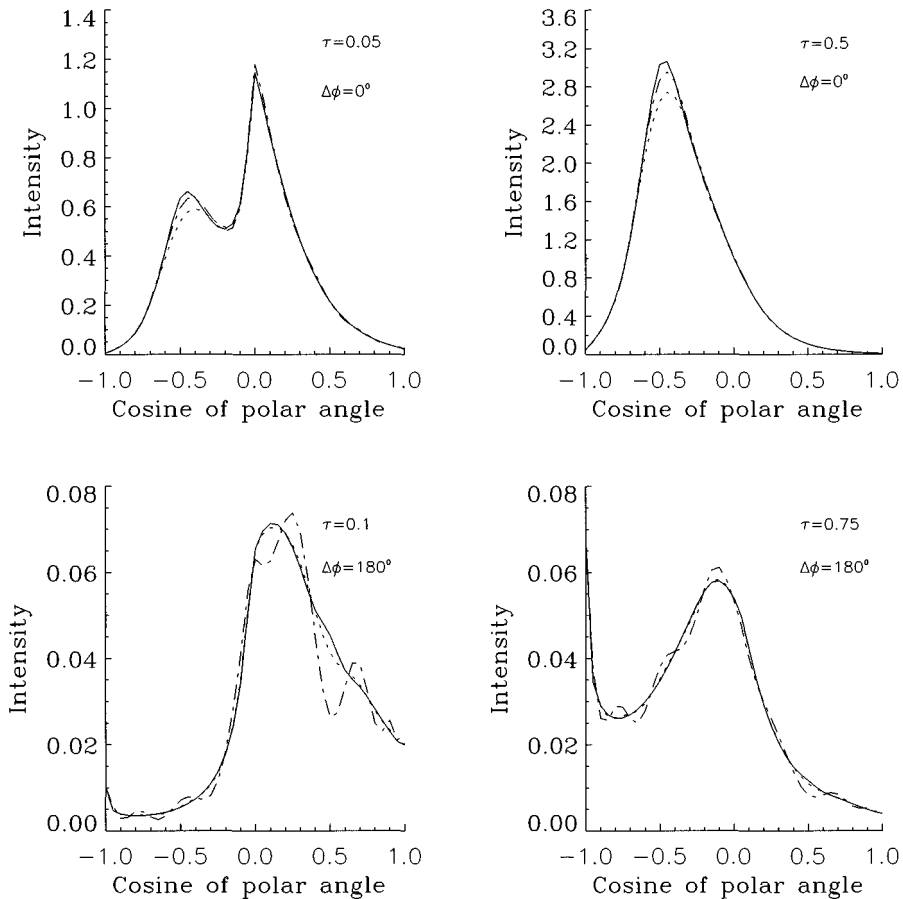 1.4
1.2
1.0
0.8
0.6
0.4
0.2
0.0
Intensity
τ=0.05
Δϕ=0°
−1.0 −0.5 0.0 0.5 1.0
Cosine of polar angle
3.6
3.2
2.8
2.4
2.0
1.6
1.2
0.8
0.4
0.0
Intensity
τ=0.5
Δϕ=0°
−1.0 −0.5 0.0 0.5 1.0
Cosine of polar angle
0.08
0.06
0.04
0.02
0.00
Intensity
τ=0.1
Δϕ=180°
−1.0 −0.5 0.0 0.5 1.0
Cosine of polar angle
0.08
0.06
0.04
0.02
0.00
Intensity
τ=0.75
Δϕ=180°
−1.0 −0.5 0.0 0.5 1.0
Cosine of polar angle